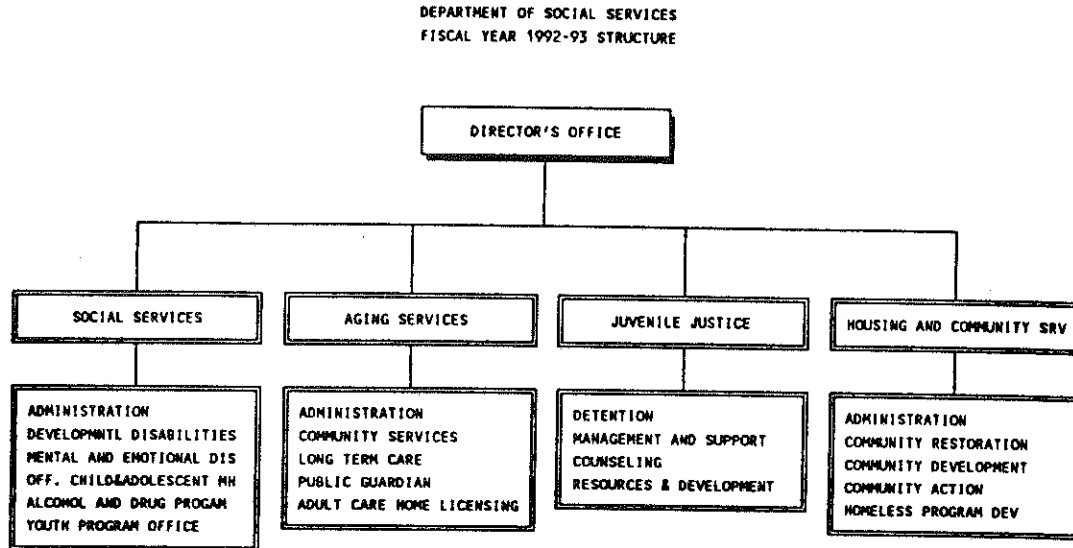 DEPARTMENT OF SOCIAL SERVICES
FISCAL YEAR 1992-93 STRUCTURE
DIRECTOR'S OFFICE
SOCIAL SERVICES
ADMINISTRATION
DEVELOPMNTL DISABILITIES
MENTAL AND EMOTIONAL DIS
OFF. CHILD&ADOLESCENT MH
ALCOHOL AND DRUG PROGAM
YOUTH PROGRAM OFFICE
AGING SERVICES
ADMINISTRATION
COMMUNITY SERVICES
LONG TERM CARE
PUBLIC GUARDIAN
ADULT CARE HOME LICENSING
JUVENILE JUSTICE
DETENTION
MANAGEMENT AND SUPPORT
COUNSELING
RESOURCES & DEVELOPMENT
HOUSING AND COMMUNITY SRV
ADMINISTRATION
COMMUNITY RESTORATION
COMMUNITY DEVELOPMENT
COMMUNITY ACTION
HOMELESS PROGRAM DEV